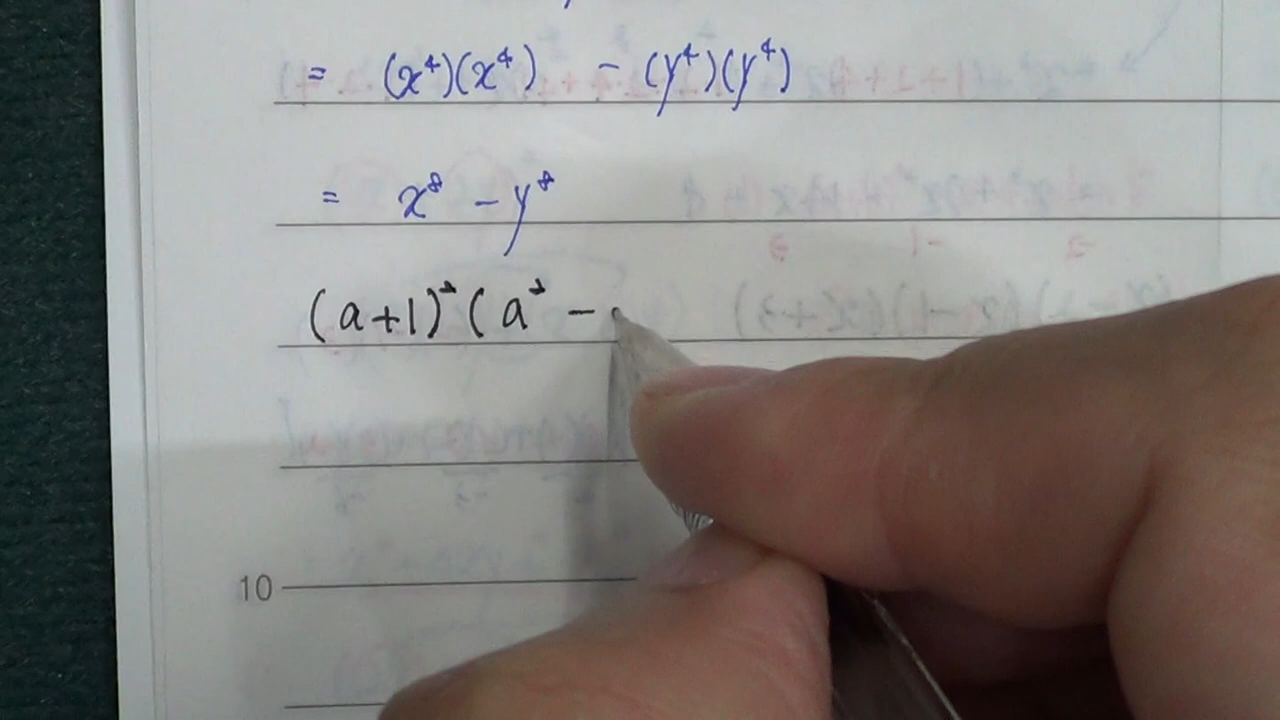 = (x⁴)(x⁴) - (y⁴)(y⁴)
= x⁸ - y⁸
(a+1)² (a² -
10